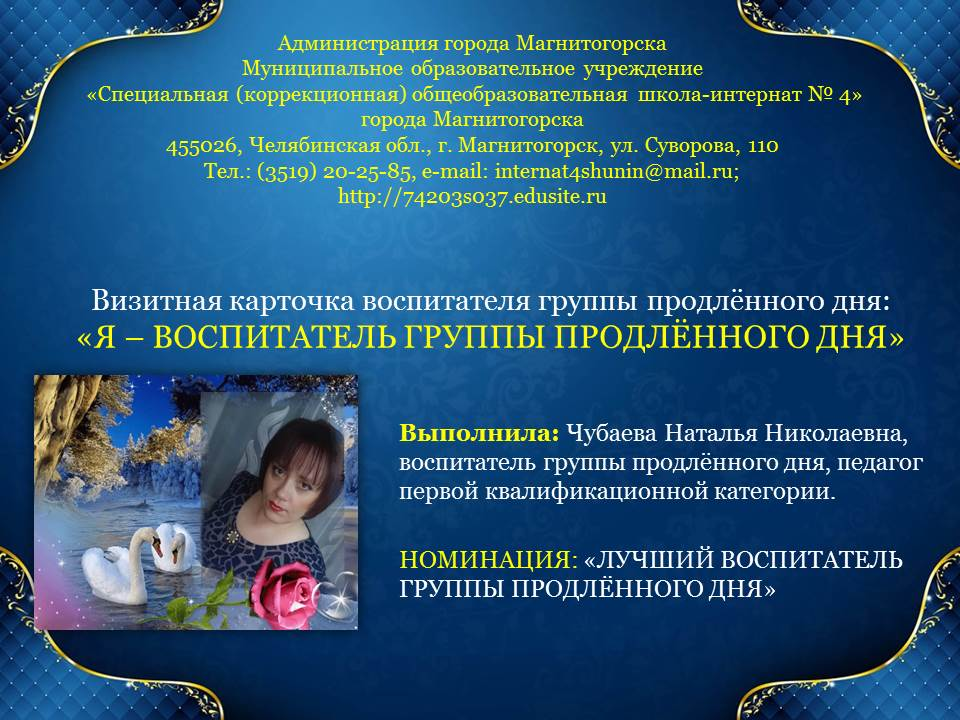 Администрация города Магнитогорска
Муниципальное образовательное учреждение
«Специальная (коррекционная) общеобразовательная школа-интернат № 4»
города Магнитогорска
455026, Челябинская обл., г. Магнитогорск, ул. Суворова, 110
Тел.: (3519) 20-25-85, e-mail: internat4shunin@mail.ru;
http://74203s037.edusite.ru
Визитная карточка воспитателя группы продлённого дня:
«Я – ВОСПИТАТЕЛЬ ГРУППЫ ПРОДЛЁННОГО ДНЯ»
Выполнила: Чубаева Наталья Николаевна,
воспитатель группы продлённого дня, педагог
первой квалификационной категории.
НОМИНАЦИЯ: «ЛУЧШИЙ ВОСПИТАТЕЛЬ
ГРУППЫ ПРОДЛЁННОГО ДНЯ»